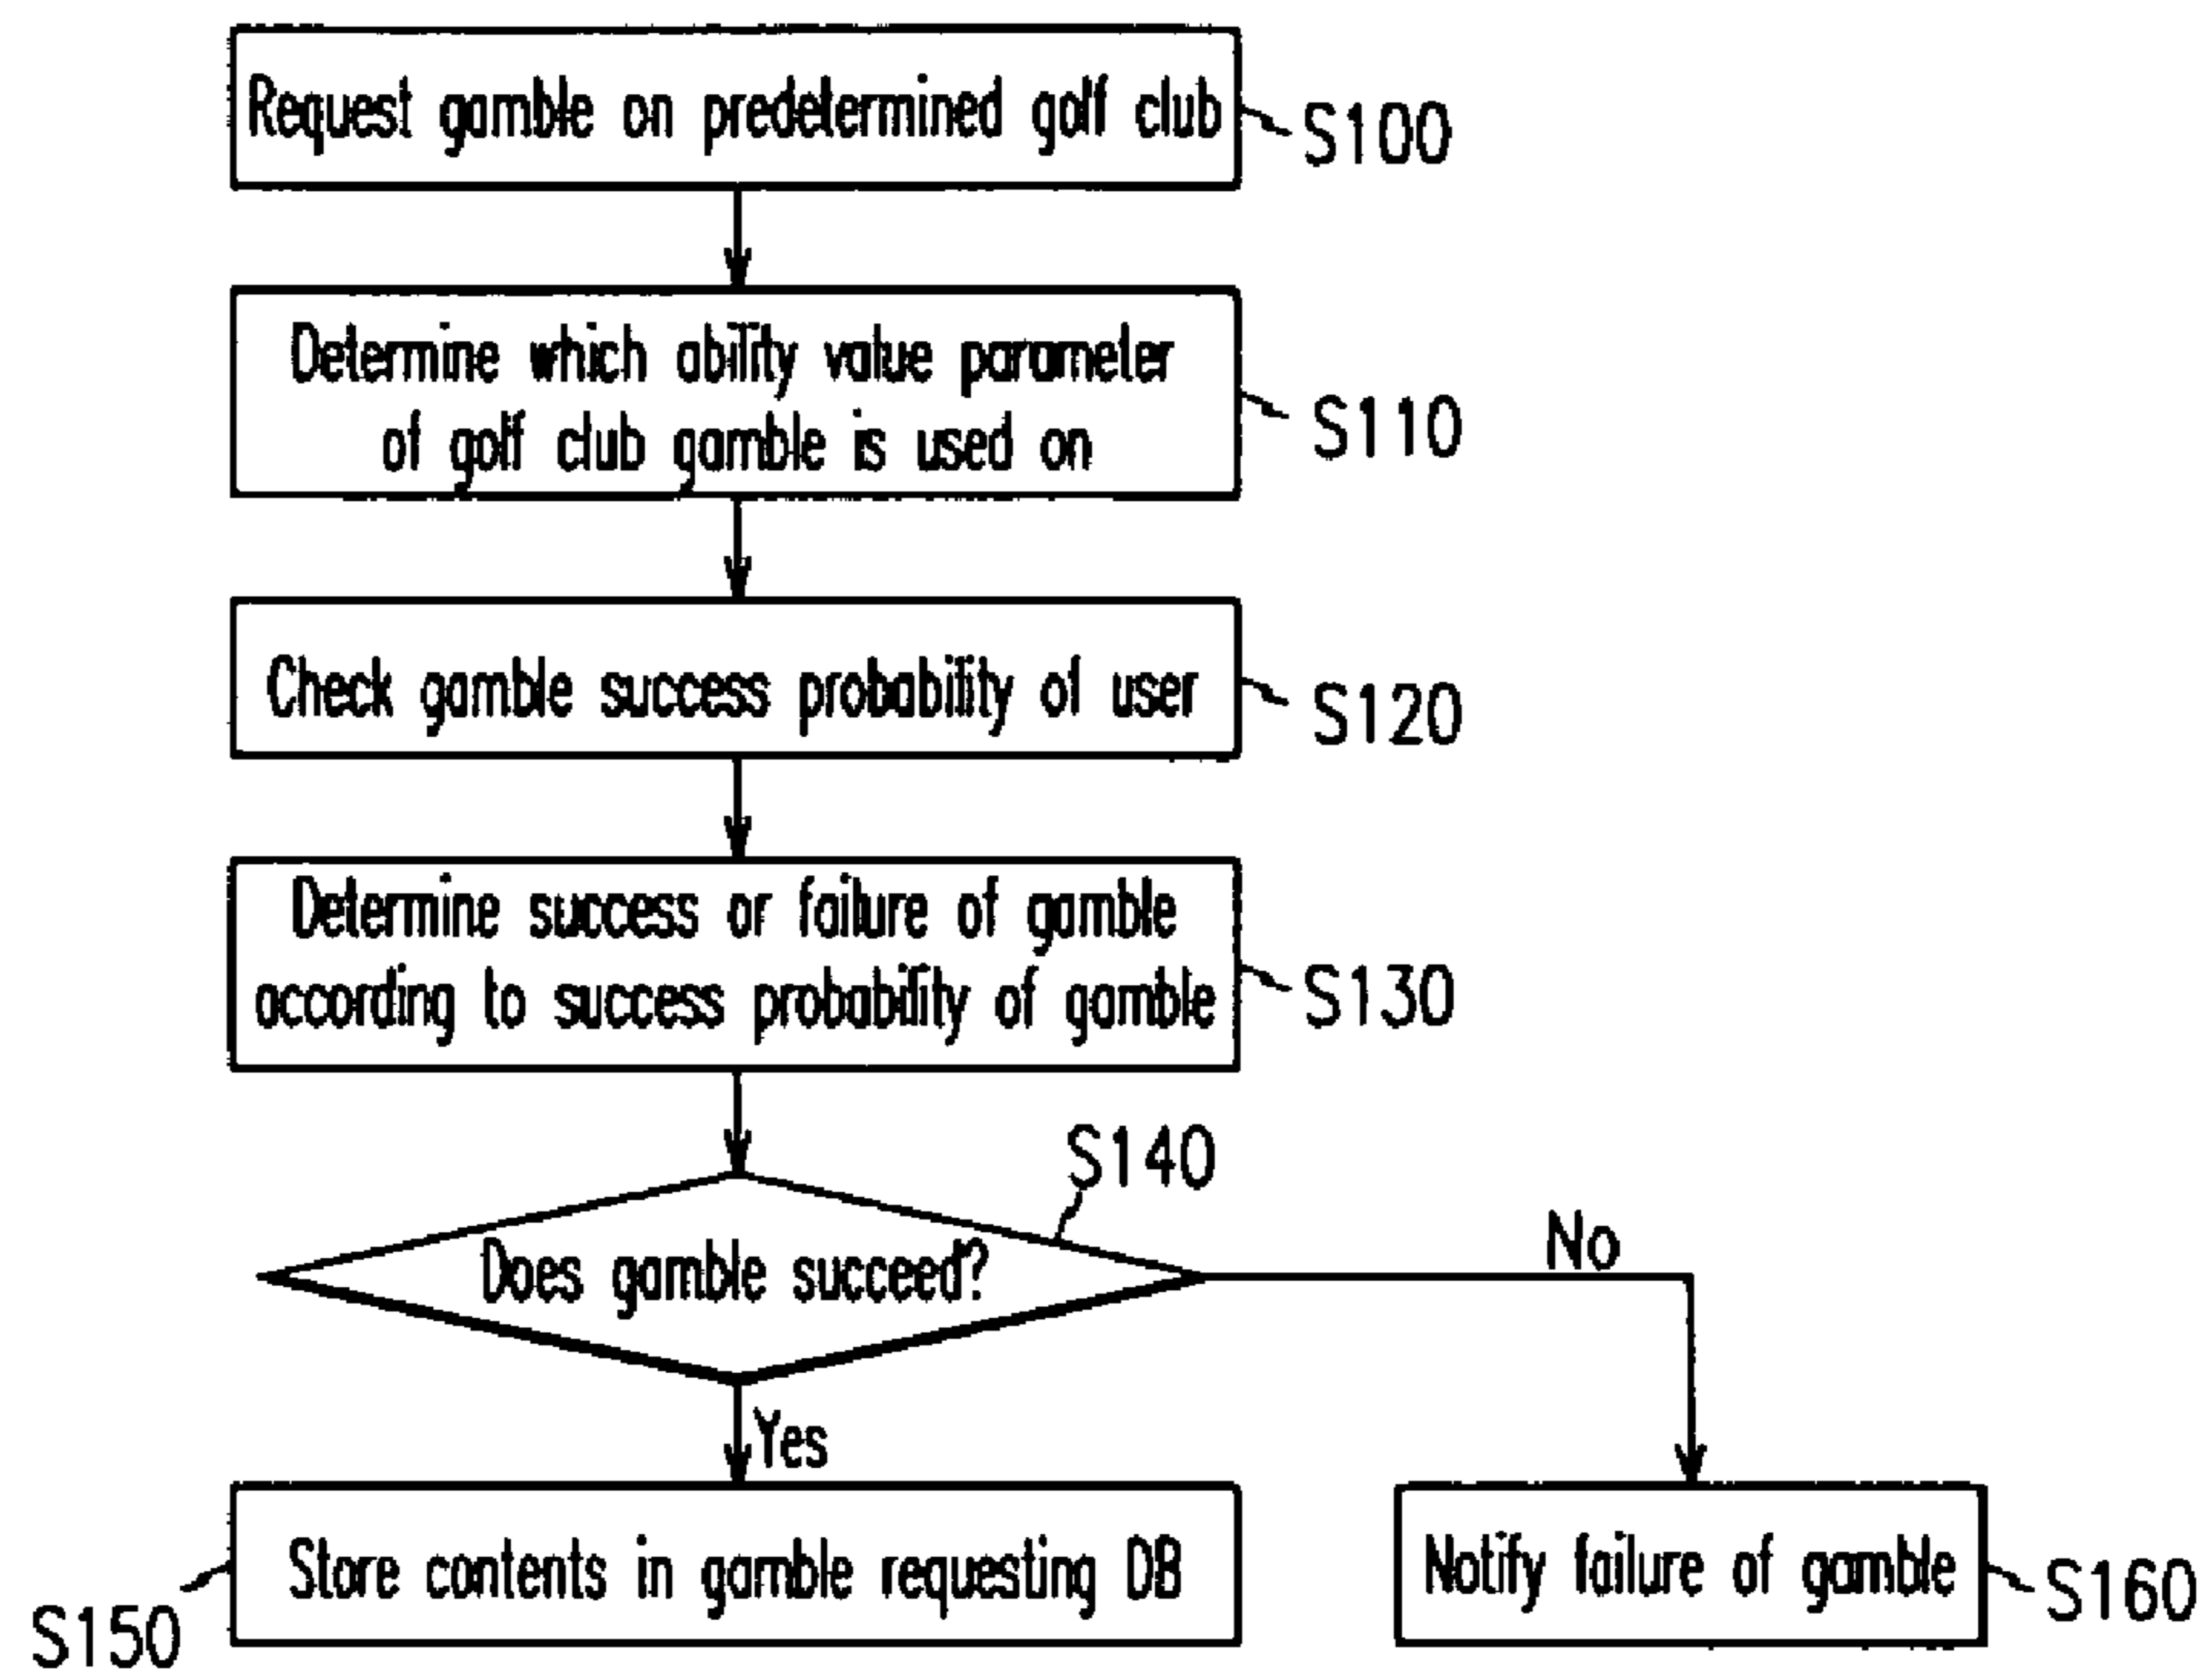 Request gamble on predetermined golf club
S100
Determine which ability value parameter
of golf club gamble is used on
S110
Check gamble success probability of user
S120
Determine success or failure of gamble
according to success probability of gamble
S130
S140
Does gamble succeed?
No
Yes
Store contents in gamble requesting DB
S150
Notify failure of gamble
S160